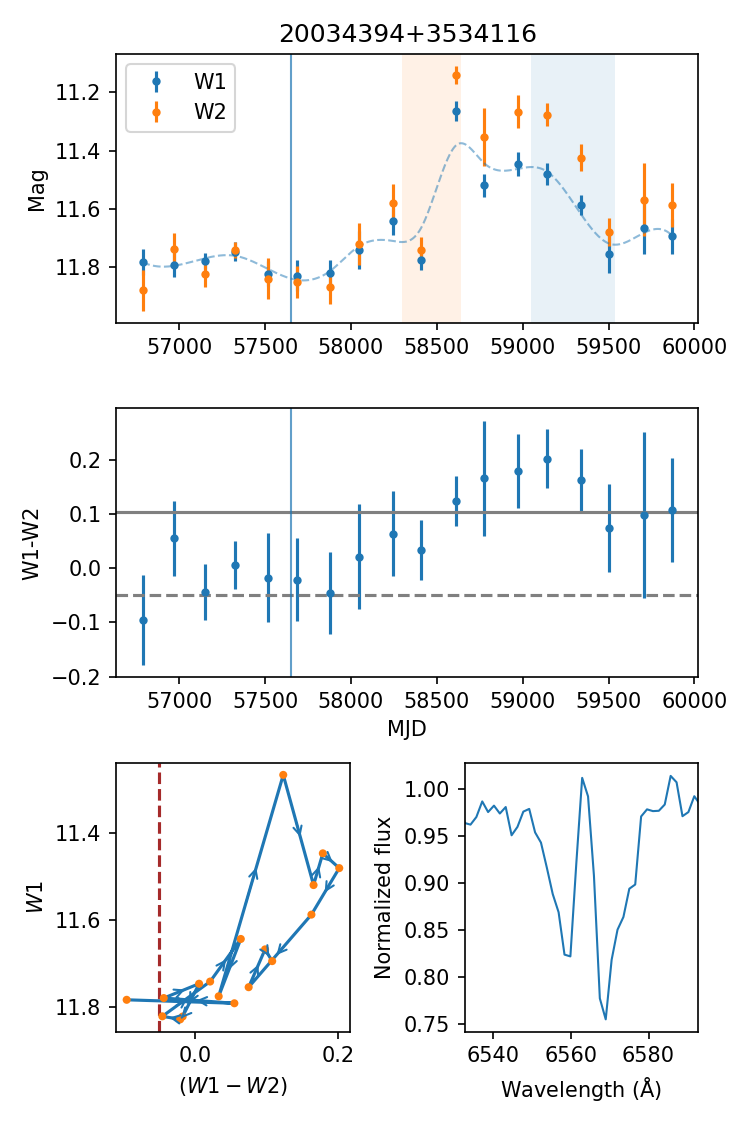 20034394+3534116
W1
W2
11.2
11.4
11.6
11.8
Mag
57000 57500 58000 58500 59000 59500 60000
0.2
0.1
0.0
−0.1
−0.2
W1-W2
57000 57500 58000 58500 59000 59500 60000
MJD
11.4
11.6
11.8
W1
0.0 0.2
(W1 − W2)
1.00
0.95
0.90
0.85
0.80
0.75
Normalized flux
6540 6560 6580
Wavelength (Å)